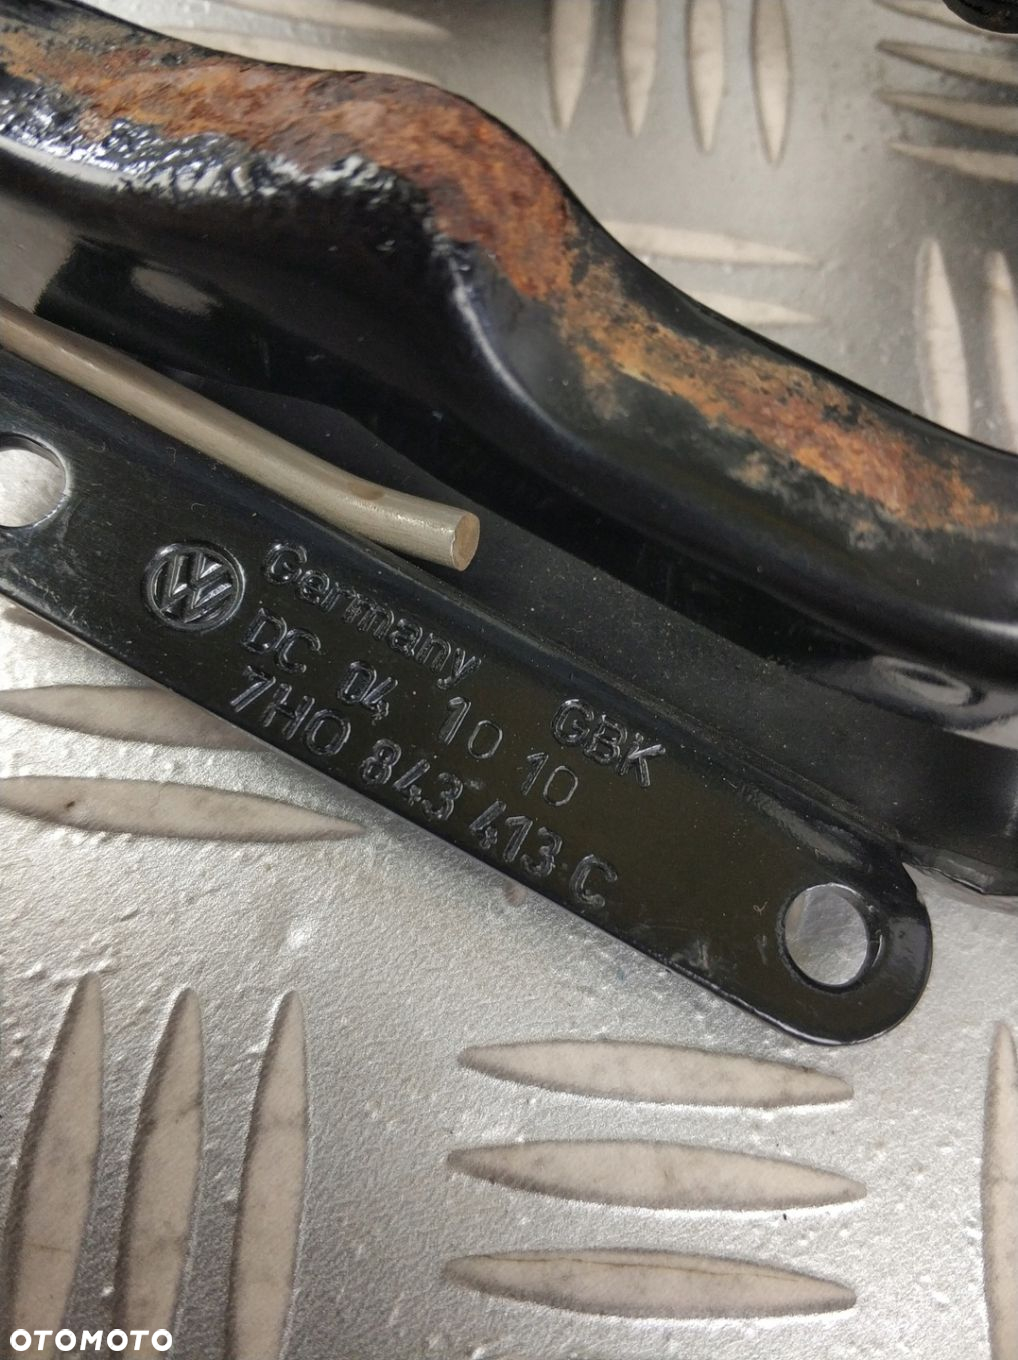 Germany
DC 04 10 10 GBK
7H0 843 413 C
OTOMOTO